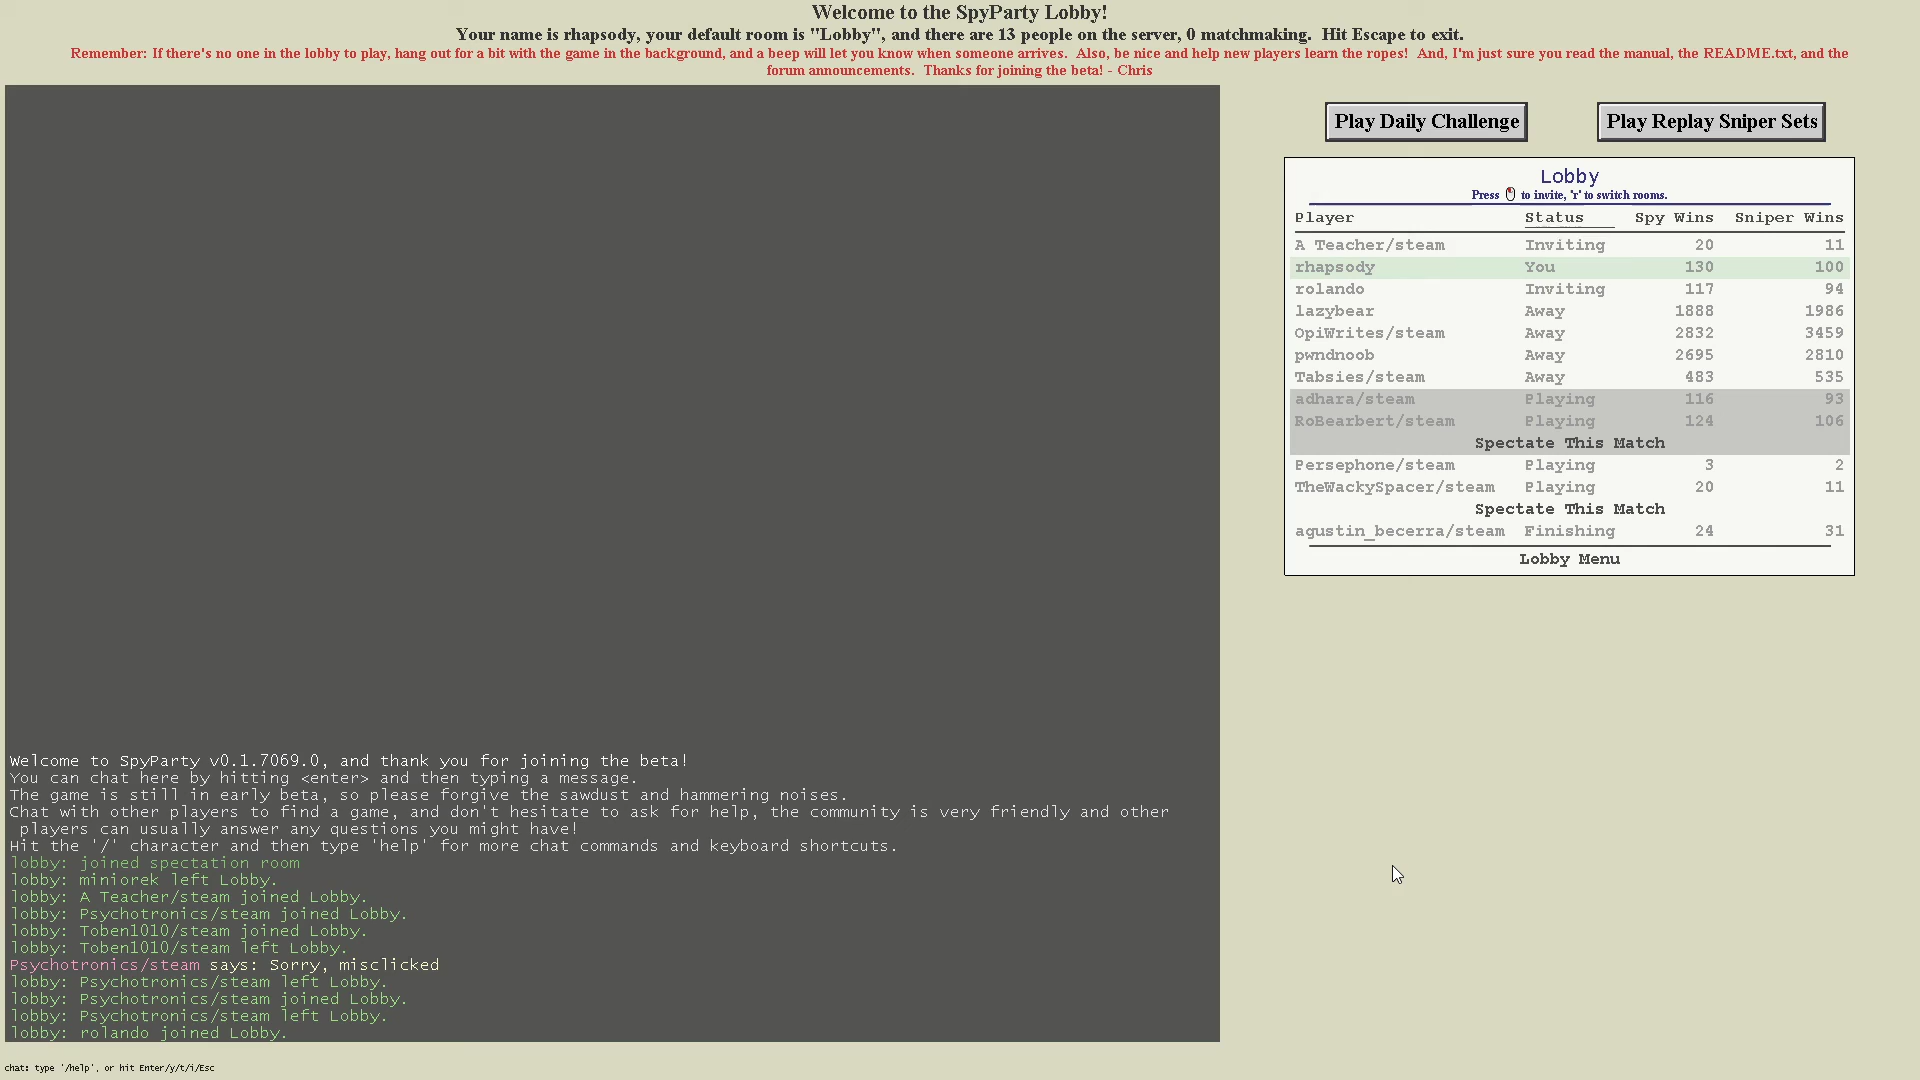 Welcome to the SpyParty Lobby!
Your name is rhapsody, your default room is "Lobby", and there are 13 people on the server, 0 matchmaking.  Hit Escape to exit.
Remember: If there's no one in the lobby to play, hang out for a bit with the game in the background, and a beep will let you know when someone arrives.  Also, be nice and help new players learn the ropes!  And, I'm just sure you read the manual, the README.txt, and the
forum announcements.  Thanks for joining the beta! - Chris
Play Daily Challenge
Play Replay Sniper Sets
Lobby
Press to invite, 'r' to switch rooms.
Player Status Spy Wins Sniper Wins
A Teacher/steam Inviting 20 11
rhapsody You 130 100
rolando Inviting 117 94
lazybear Away 1888 1986
OpiWrites/steam Away 2832 3459
pwndnoob Away 2695 2810
Tabsies/steam Away 483 535
adhara/steam Playing 116 93
RoBearbert/steam Playing 124 106
Spectate This Match
Persephone/steam Playing 3 2
TheWackySpacer/steam Playing 20 11
Spectate This Match
agustin_becerra/steam Finishing 24 31
Lobby Menu
Welcome to SpyParty v0.1.7069.0, and thank you for joining the beta!
You can chat here by hitting <enter> and then typing a message.
The game is still in early beta, so please forgive the sawdust and hammering noises.
Chat with other players to find a game, and don't hesitate to ask for help, the community is very friendly and other
players can usually answer any questions you might have!
Hit the '/' character and then type 'help' for more chat commands and keyboard shortcuts.
lobby: joined spectation room
lobby: miniorek left Lobby.
lobby: A Teacher/steam joined Lobby.
lobby: Psychotronics/steam joined Lobby.
lobby: Toben1010/steam joined Lobby.
lobby: Toben1010/steam left Lobby.
Psychotronics/steam says: Sorry, misclicked
lobby: Psychotronics/steam left Lobby.
lobby: Psychotronics/steam joined Lobby.
lobby: Psychotronics/steam left Lobby.
lobby: rolando joined Lobby.
chat: type '/help', or hit Enter/y/t/i/Esc